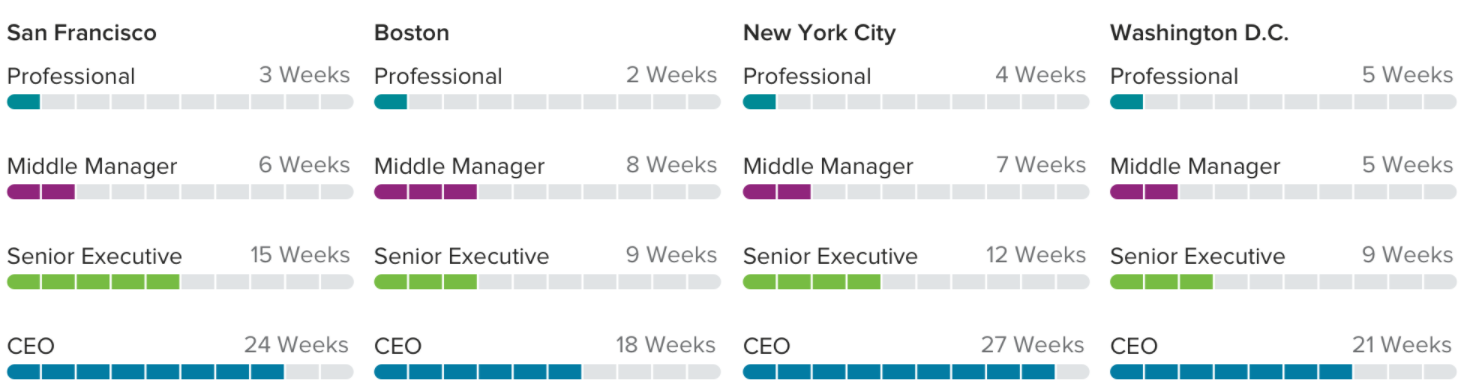 San Francisco
Professional 3 Weeks
Middle Manager 6 Weeks
Senior Executive 15 Weeks
CEO 24 Weeks
Boston
Professional 2 Weeks
Middle Manager 8 Weeks
Senior Executive 9 Weeks
CEO 18 Weeks
New York City
Professional 4 Weeks
Middle Manager 7 Weeks
Senior Executive 12 Weeks
CEO 27 Weeks
Washington D.C.
Professional 5 Weeks
Middle Manager 5 Weeks
Senior Executive 9 Weeks
CEO 21 Weeks